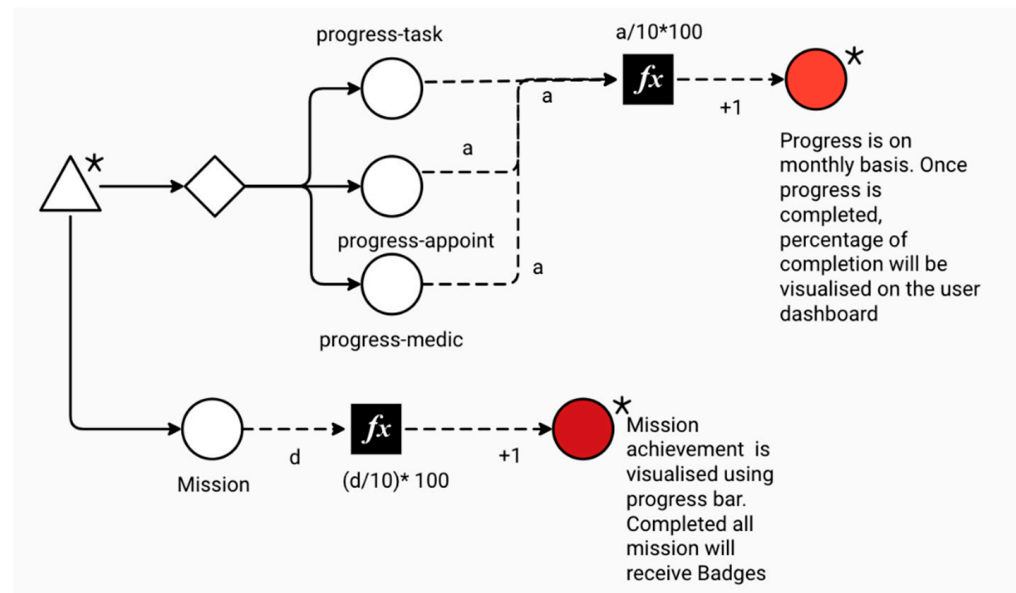 progress-task
a/10*100
fx
*
a
+1
a
*
Progress is on
monthly basis. Once
progress is
completed,
percentage of
completion will be
visualised on the user
dashboard
progress-appoint
a
progress-medic
Mission
d
fx
(d/10)* 100
+1
*
Mission
achievement is
visualised using
progress bar.
Completed all
mission will
receive Badges